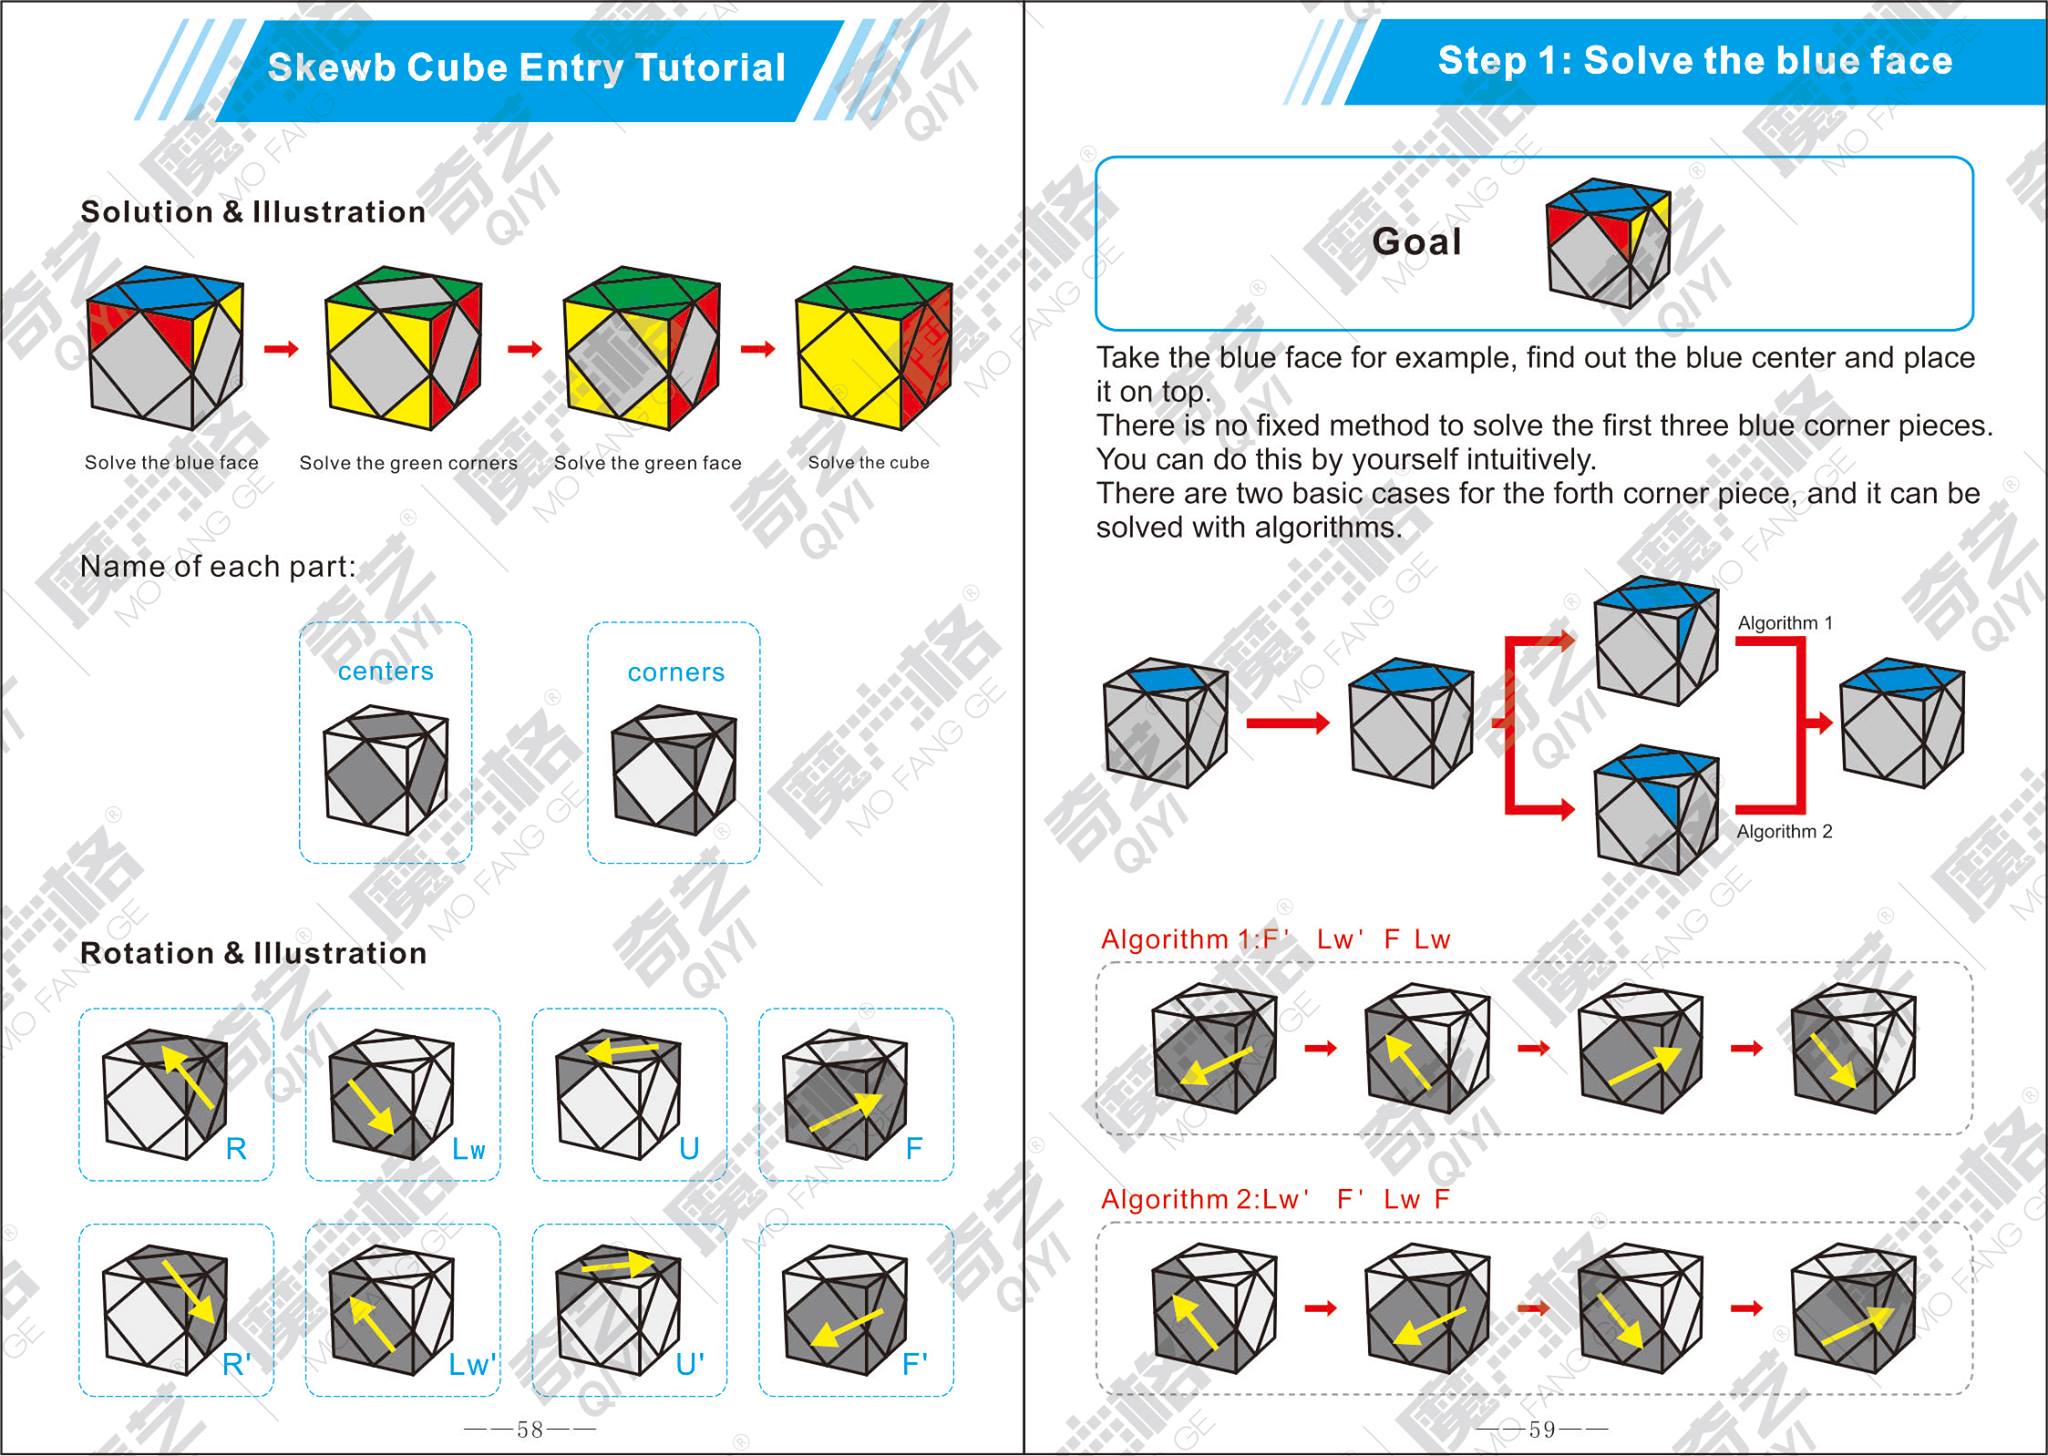 Skewb Cube Entry Tutorial
Solution & Illustration
Solve the blue face
Solve the green corners
Solve the green face
Solve the cube
Name of each part:
centers
corners
Rotation & Illustration
R
Lw
U
F
R'
Lw'
U'
F'
——58——
Step 1: Solve the blue face
Goal
Take the blue face for example, find out the blue center and place
it on top.
There is no fixed method to solve the first three blue corner pieces.
You can do this by yourself intuitively.
There are two basic cases for the forth corner piece, and it can be
solved with algorithms.
Algorithm 1
Algorithm 2
Algorithm 1:F' Lw' F Lw
Algorithm 2:Lw' F' Lw F
——59——
奇艺
QIYI
魔方格
MO FANG GE
®